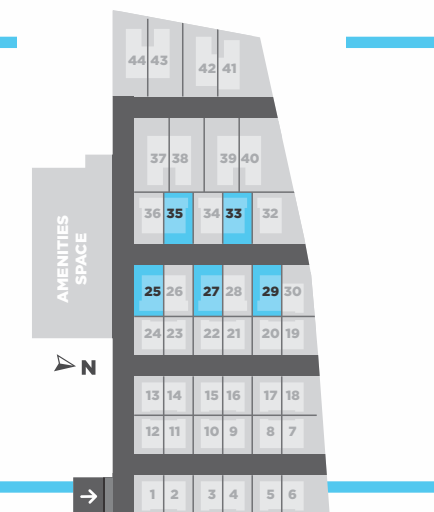 44 43 42 41
37 38 39 40
36 35 34 33 32
AMENITIES
SPACE
25 26 27 28 29 30
24 23 22 21 20 19
N
13 14 15 16 17 18
12 11 10 9 8 7
1 2 3 4 5 6